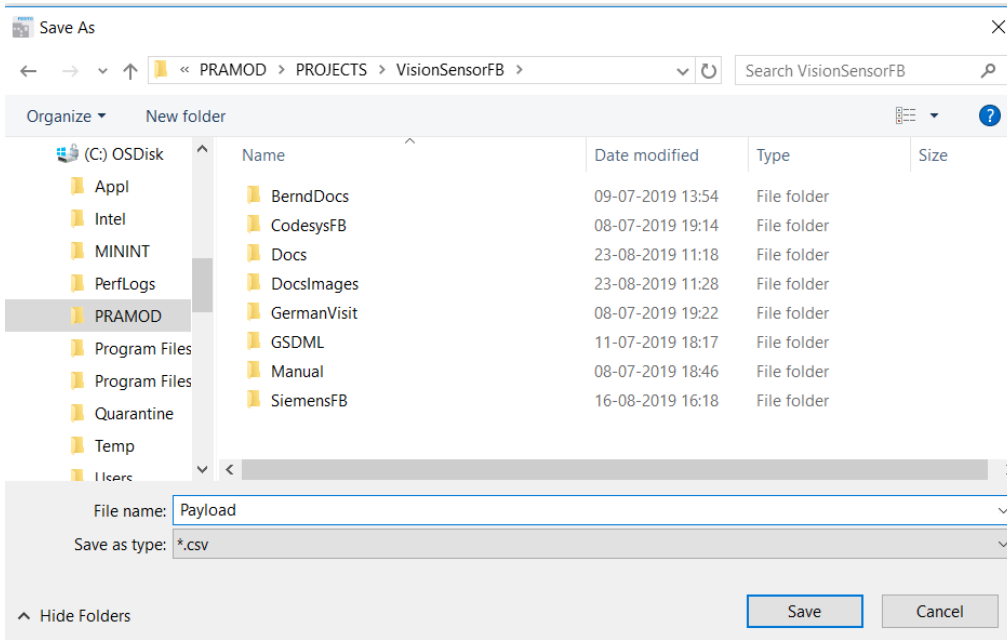 Save As
« PRAMOD > PROJECTS > VisionSensorFB >
Search VisionSensorFB
Organize New folder
?
Name Date modified Type Size
(C:) OSDisk
Appl
Intel
MININT
PerfLogs
PRAMOD
Program Files
Program Files
Quarantine
Temp
Users
BerndDocs 09-07-2019 13:54 File folder
CodesysFB 08-07-2019 19:14 File folder
Docs 23-08-2019 11:18 File folder
DocsImages 23-08-2019 11:28 File folder
GermanVisit 08-07-2019 19:22 File folder
GSDML 11-07-2019 18:17 File folder
Manual 08-07-2019 18:46 File folder
SiemensFB 16-08-2019 16:18 File folder
File name: Payload
Save as type: *.csv
Hide Folders
Save Cancel